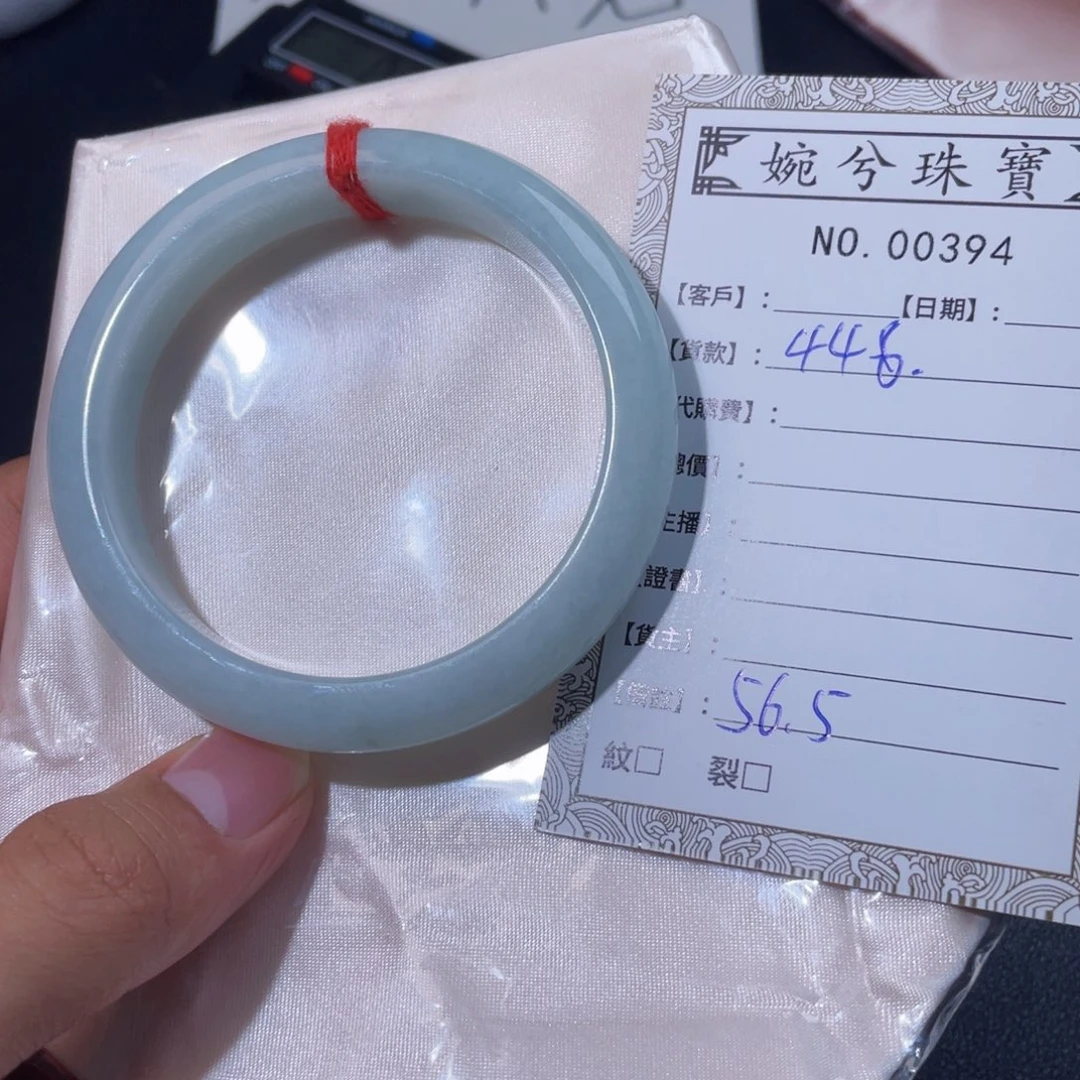 婉兮珠寶
NO. 00394
【客戶】: 【日期】:
【貨款】: 446.
代購費】:
總價】:
主播】:
證書】:
【貨主】:
: 56.5
紋□ 裂□